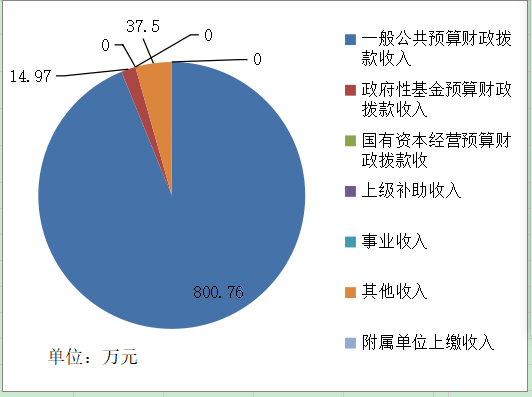 37.5
0
0
0
14.97
800.76
单位：万元
一般公共预算财政拨
款收入
政府性基金预算财政
拨款收入
国有资本经营预算财
政拨款收
上级补助收入
事业收入
其他收入
附属单位上缴收入